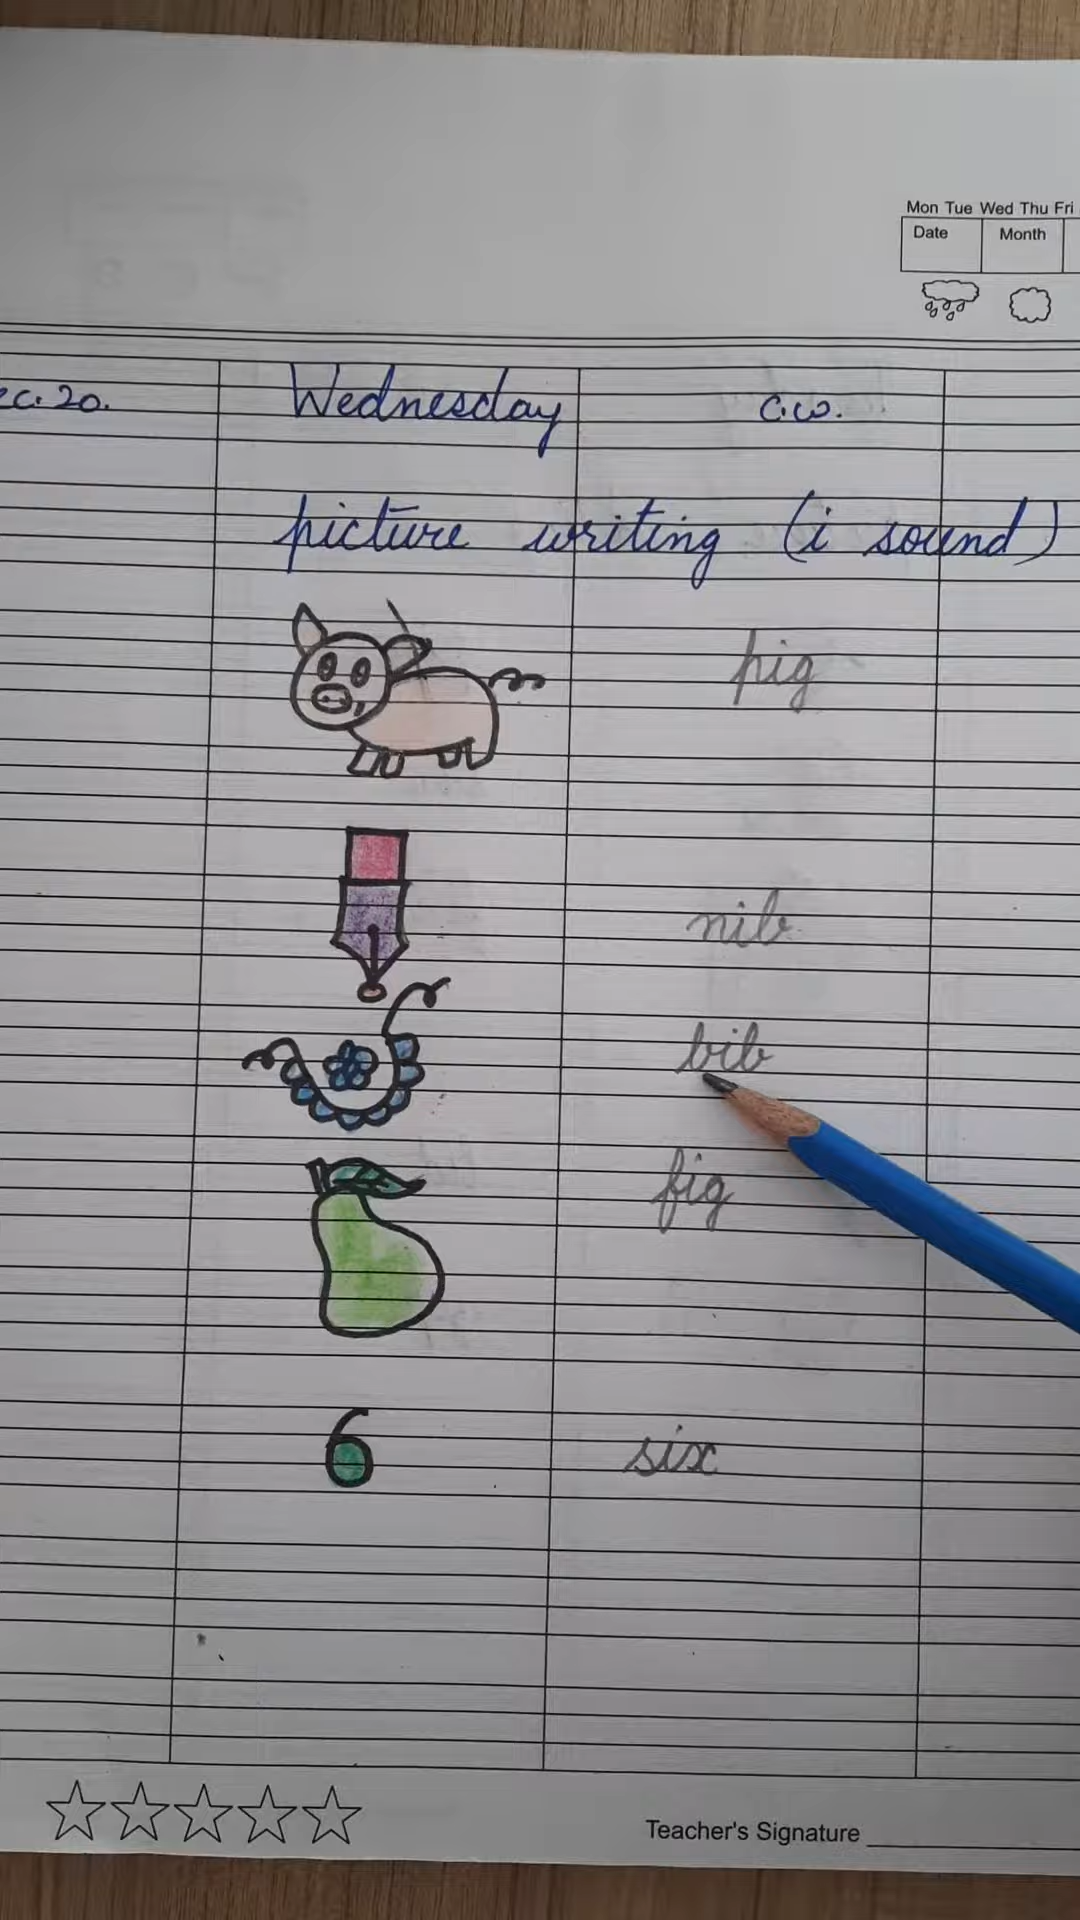 Mon Tue Wed Thu Fri
Date Month
ec. 20. Wednesday c.w.
picture writing (i sound)
pig
nib
bib
fig
6 six
Teacher's Signature